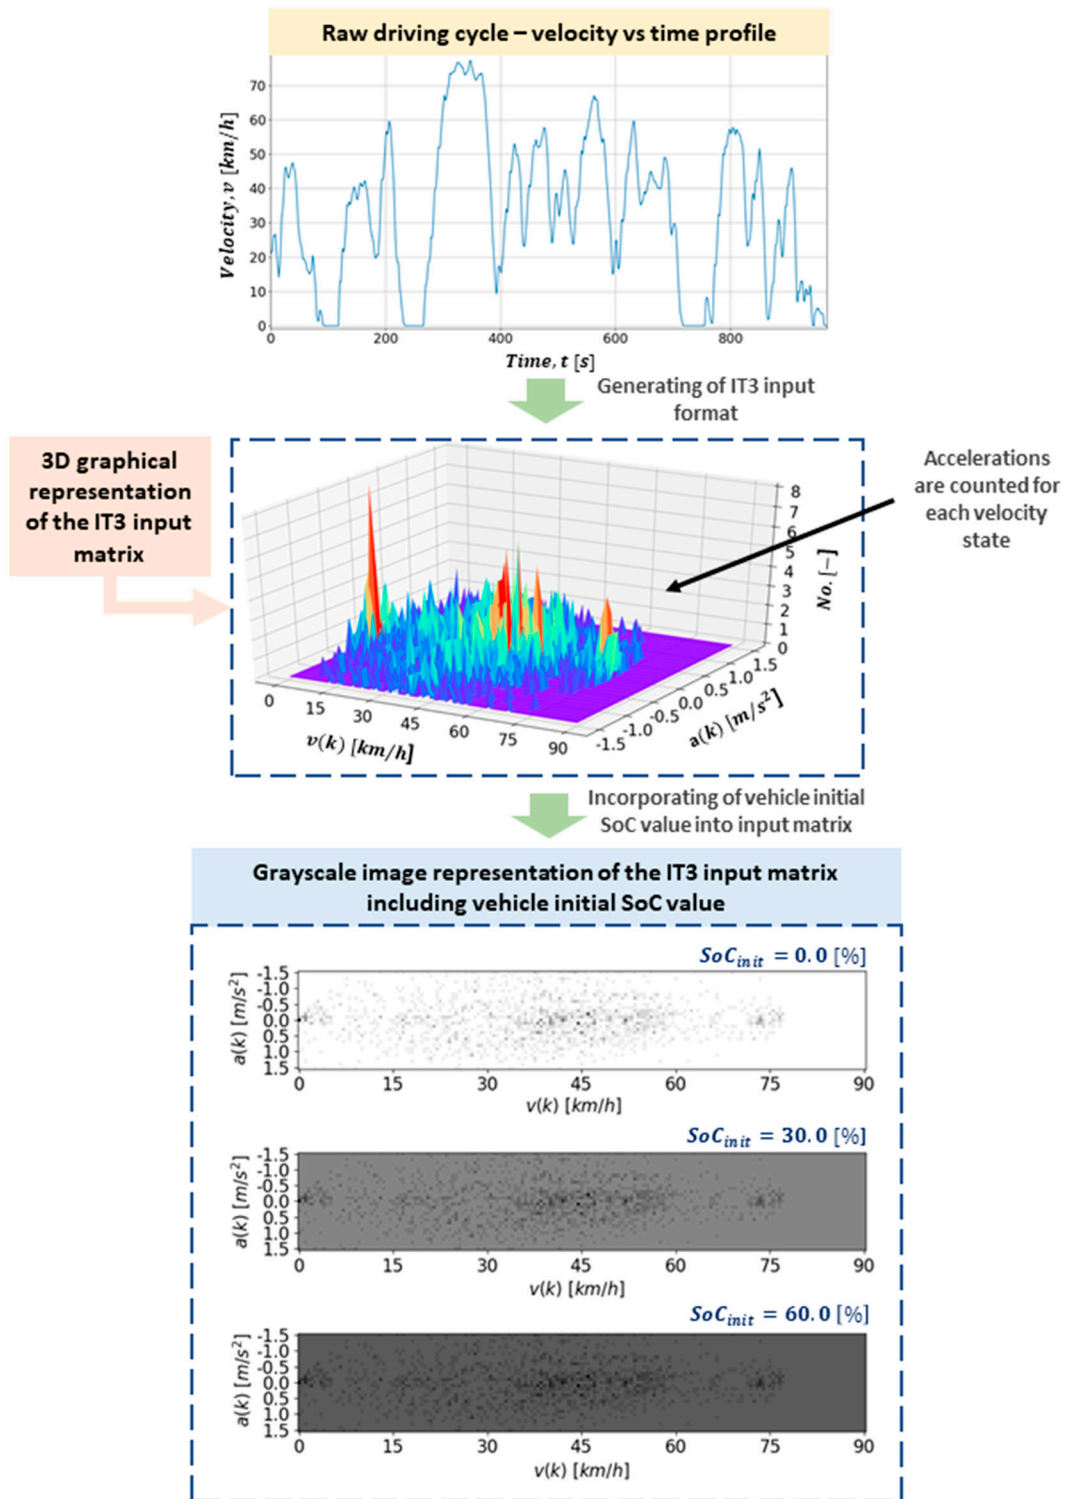 Raw driving cycle – velocity vs time profile
70
60
50
40
30
20
10
0
Velocity, v [km/h]
0 200 400 600 800
Time, t [s]
Generating of IT3 input
format
3D graphical
representation
of the IT3 input
matrix
Accelerations
are counted for
each velocity
state
8
7
6
5
4
3
2
1
0
No. [−]
0 15 30 45 60 75 90
v(k) [km/h]
-1.5 -1.0 -0.5 0.0 0.5 1.0 1.5
a(k) [m/s²]
Incorporating of vehicle initial
SoC value into input matrix
Grayscale image representation of the IT3 input matrix
including vehicle initial SoC value
SoC_init = 0.0 [%]
a(k) [m/s²]
-1.5
-1.0
-0.5
0.0
0.5
1.0
1.5
0 15 30 45 60 75 90
v(k) [km/h]
SoC_init = 30.0 [%]
a(k) [m/s²]
-1.5
-1.0
-0.5
0.0
0.5
1.0
1.5
0 15 30 45 60 75 90
v(k) [km/h]
SoC_init = 60.0 [%]
a(k) [m/s²]
-1.5
-1.0
-0.5
0.0
0.5
1.0
1.5
0 15 30 45 60 75 90
v(k) [km/h]